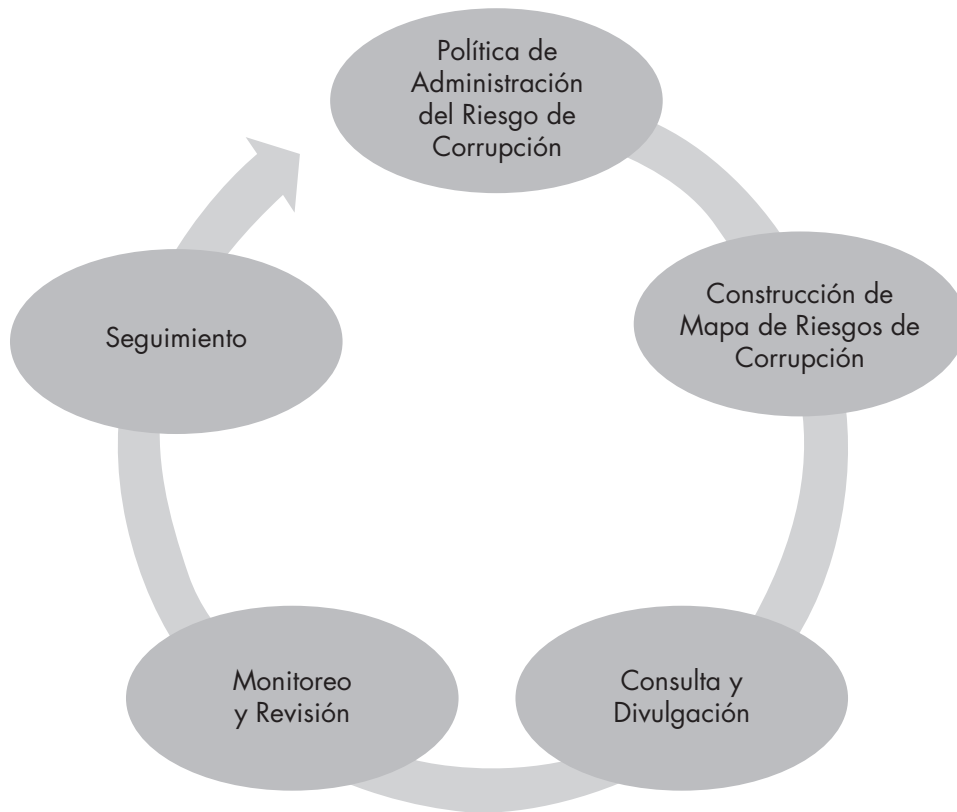 Política de
Administración
del Riesgo de
Corrupción
Construcción de
Mapa de Riesgos de
Corrupción
Consulta y
Divulgación
Monitoreo
y Revisión
Seguimiento